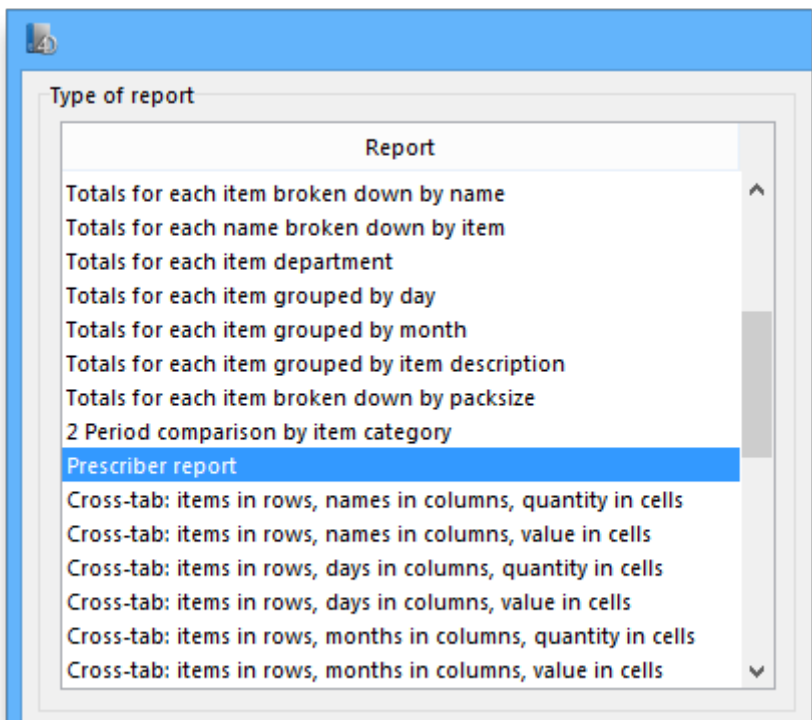 Type of report
Report
Totals for each item broken down by name
Totals for each name broken down by item
Totals for each item department
Totals for each item grouped by day
Totals for each item grouped by month
Totals for each item grouped by item description
Totals for each item broken down by packsize
2 Period comparison by item category
Prescriber report
Cross-tab: items in rows, names in columns, quantity in cells
Cross-tab: items in rows, names in columns, value in cells
Cross-tab: items in rows, days in columns, quantity in cells
Cross-tab: items in rows, days in columns, value in cells
Cross-tab: items in rows, months in columns, quantity in cells
Cross-tab: items in rows, months in columns, value in cells